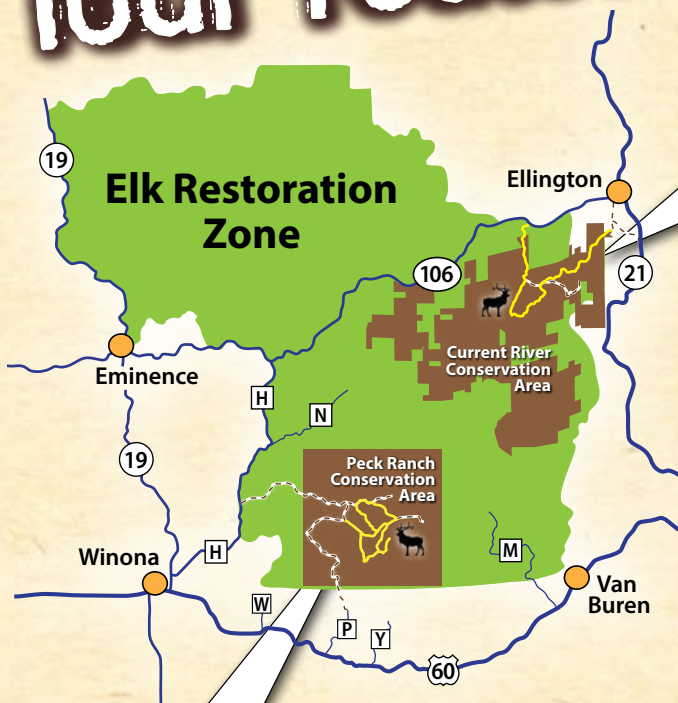 19
Elk Restoration
Zone
Ellington
106
21
Current River
Conservation
Area
Eminence
H
N
19
Peck Ranch
Conservation
Area
Winona
H
M
Van
Buren
W
P
Y
60